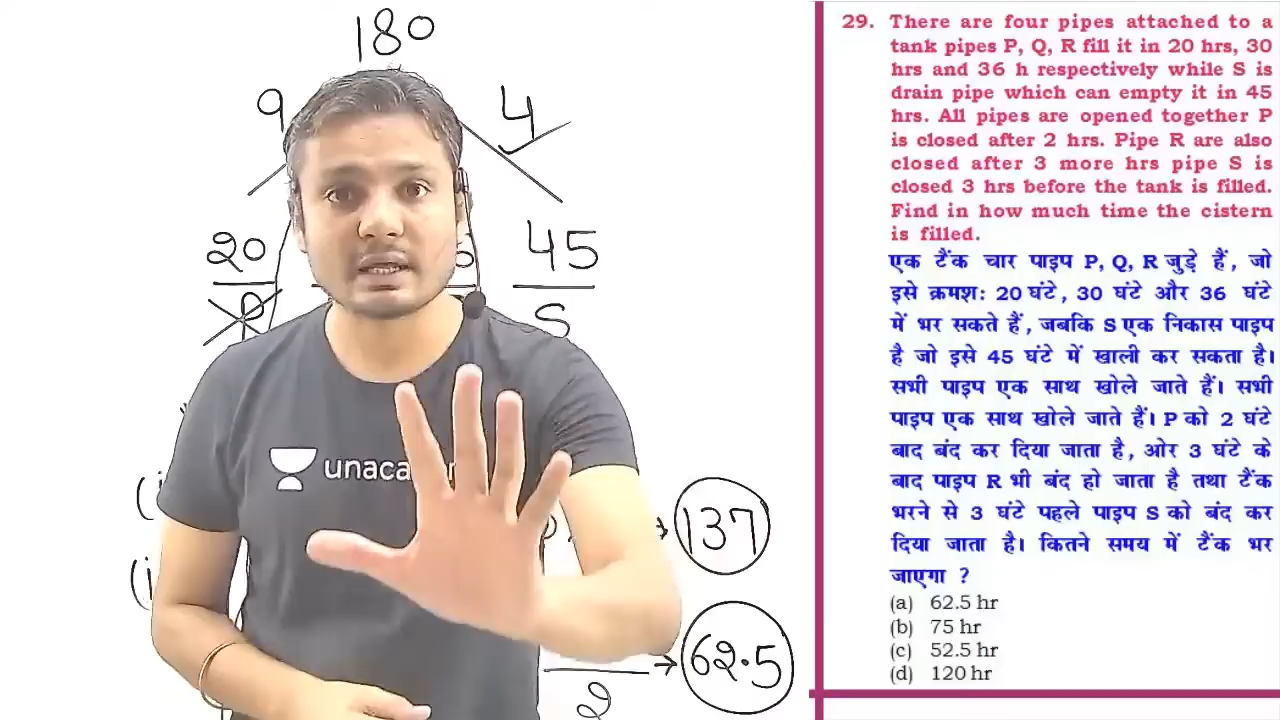 180
9
4
20
P
45
S
unaca
(i
137
(i
62.5
2
29. There are four pipes attached to a
tank pipes P, Q, R fill it in 20 hrs, 30
hrs and 36 h respectively while S is
drain pipe which can empty it in 45
hrs. All pipes are opened together P
is closed after 2 hrs. Pipe R are also
closed after 3 more hrs pipe S is
closed 3 hrs before the tank is filled.
Find in how much time the cistern
is filled.
एक टैंक चार पाइप P, Q, R जुड़े हैं, जो
इसे क्रमशः 20 घंटे, 30 घंटे और 36 घंटे
में भर सकते हैं, जबकि S एक निकास पाइप
है जो इसे 45 घंटे में खाली कर सकता है।
सभी पाइप एक साथ खोले जाते हैं। सभी
पाइप एक साथ खोले जाते हैं। P को 2 घंटे
बाद बंद कर दिया जाता है, ओर 3 घंटे के
बाद पाइप R भी बंद हो जाता है तथा टैंक
भरने से 3 घंटे पहले पाइप S को बंद कर
दिया जाता है। कितने समय में टैंक भर
जाएगा ?
(a) 62.5 hr
(b) 75 hr
(c) 52.5 hr
(d) 120 hr